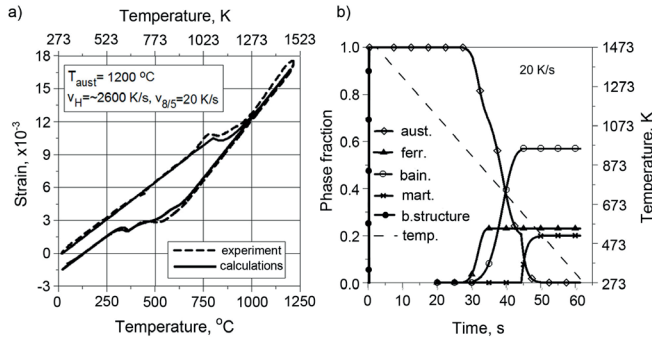 a)
Temperature, K
273 523 773 1023 1273 1523
18
15
12
9
6
3
0
-3
Strain, x10⁻³
T_aust= 1200 °C
v_H=~2600 K/s, v_8/5=20 K/s
experiment
calculations
0 250 500 750 1000 1250
Temperature, °C
b)
1.0
0.8
0.6
0.4
0.2
0.0
Phase fraction
20 K/s
aust.
ferr.
bain.
mart.
b.structure
temp.
1473
1273
1073
873
673
473
273
Temperature, K
0 10 20 30 40 50 60
Time, s